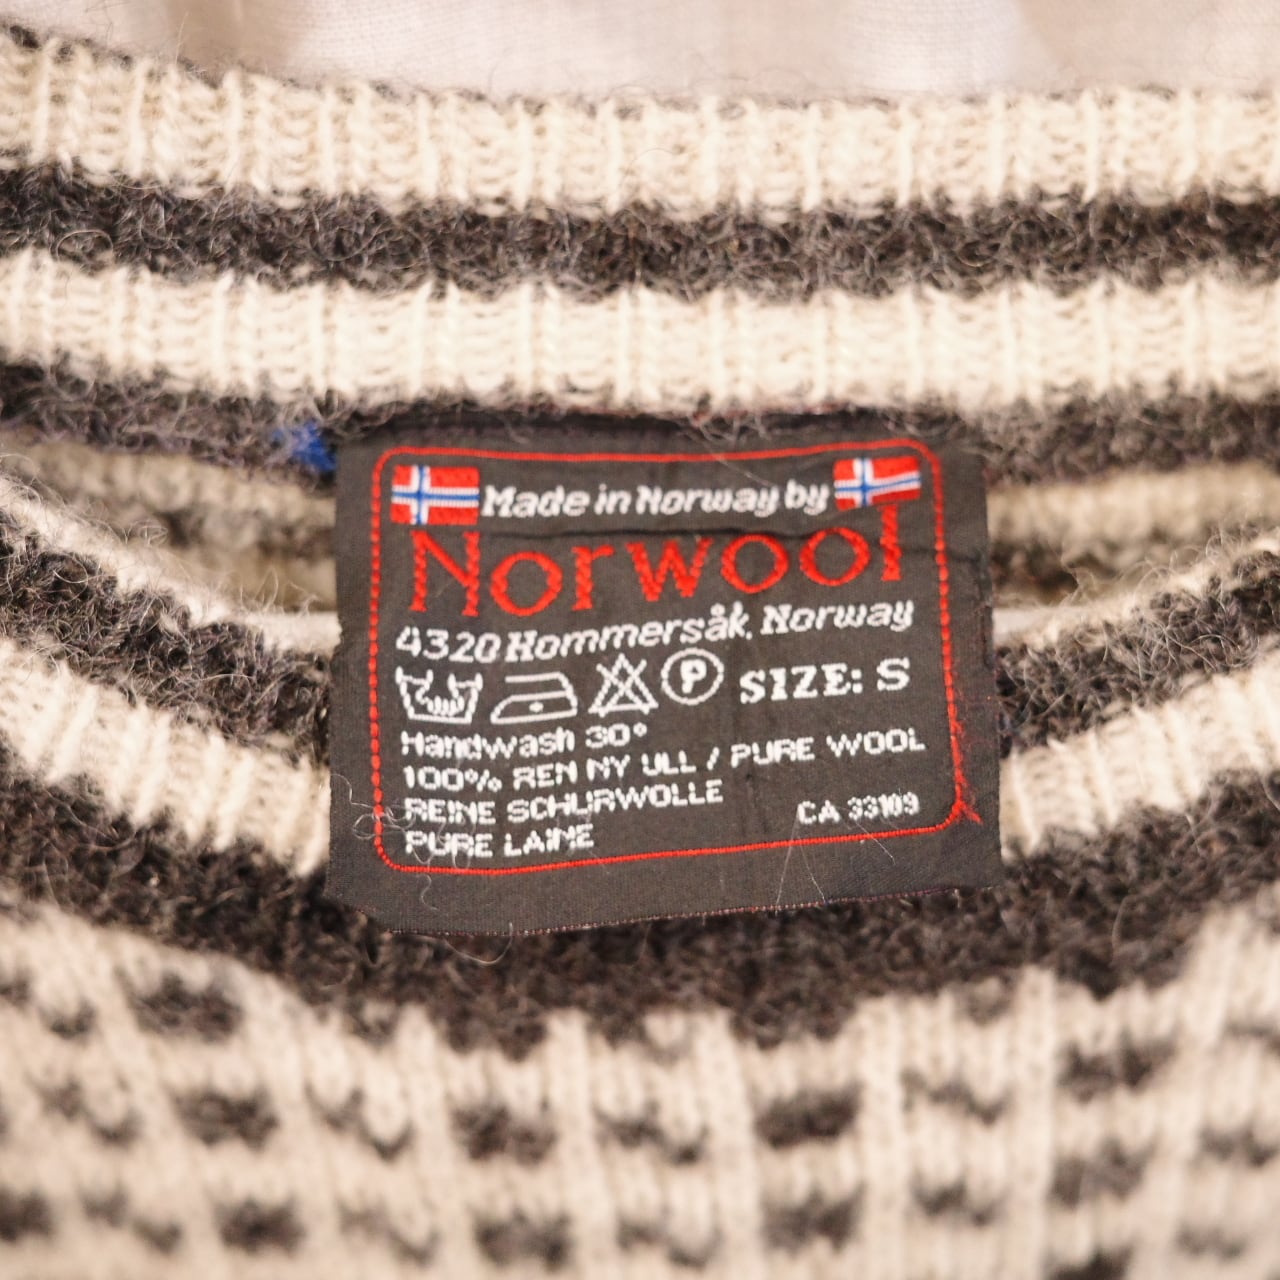 Made in Norway by
Norwool
4320 Hommersåk, Norway
P SIZE: S
Handwash 30°
100% REN NY ULL / PURE WOOL
REINE SCHURWOLLE
PURE LAINE CA 33109